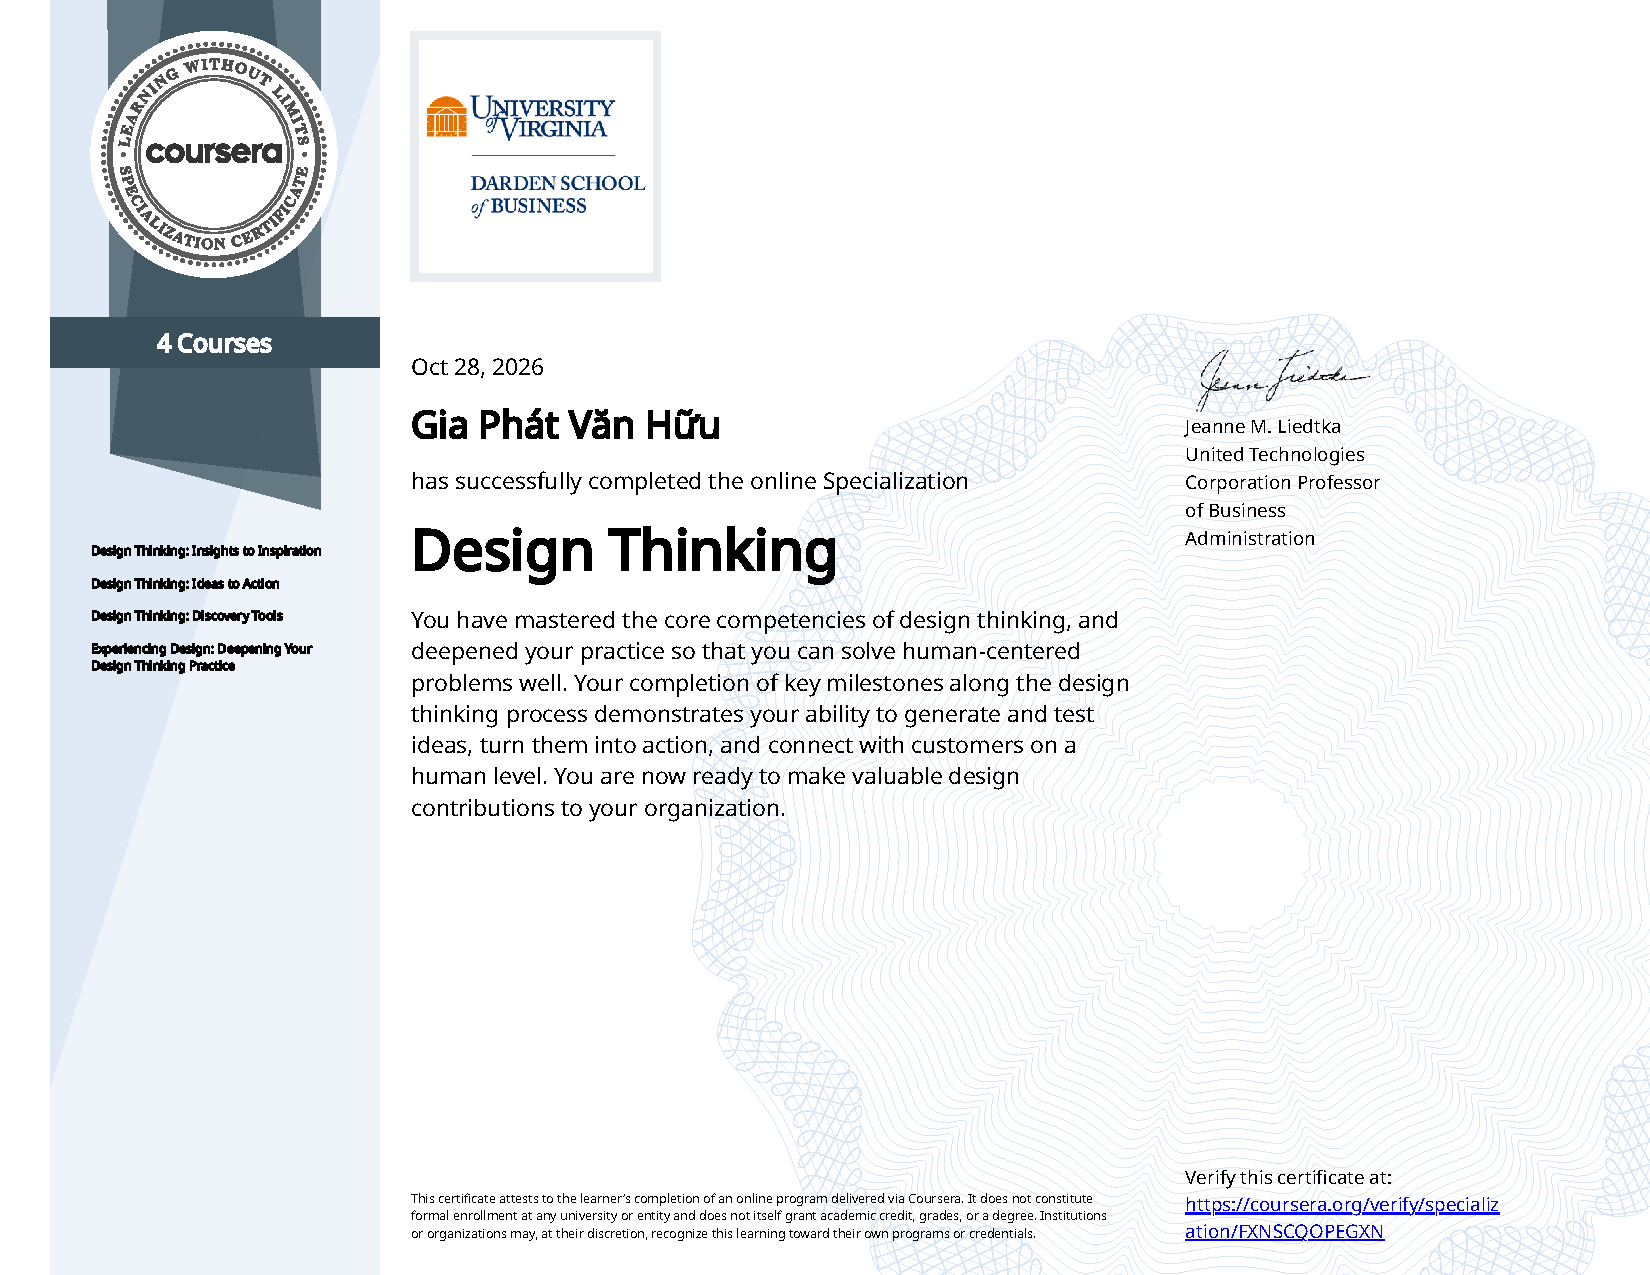 LEARNING WITHOUT LIMITS
coursera
SPECIALIZATION CERTIFICATE
4 Courses
Design Thinking: Insights to Inspiration
Design Thinking: Ideas to Action
Design Thinking: Discovery Tools
Experiencing Design: Deepening Your
Design Thinking Practice
UNIVERSITY
of VIRGINIA
DARDEN SCHOOL
of BUSINESS
Oct 28, 2026
Gia Phát Văn Hữu
has successfully completed the online Specialization
Design Thinking
You have mastered the core competencies of design thinking, and
deepened your practice so that you can solve human-centered
problems well. Your completion of key milestones along the design
thinking process demonstrates your ability to generate and test
ideas, turn them into action, and connect with customers on a
human level. You are now ready to make valuable design
contributions to your organization.
Jeanne Liedtka
Jeanne M. Liedtka
United Technologies
Corporation Professor
of Business
Administration
This certificate attests to the learner's completion of an online program delivered via Coursera. It does not constitute
formal enrollment at any university or entity and does not itself grant academic credit, grades, or a degree. Institutions
or organizations may, at their discretion, recognize this learning toward their own programs or credentials.
Verify this certificate at:
https://coursera.org/verify/specializ
ation/FXNSCQOPEGXN